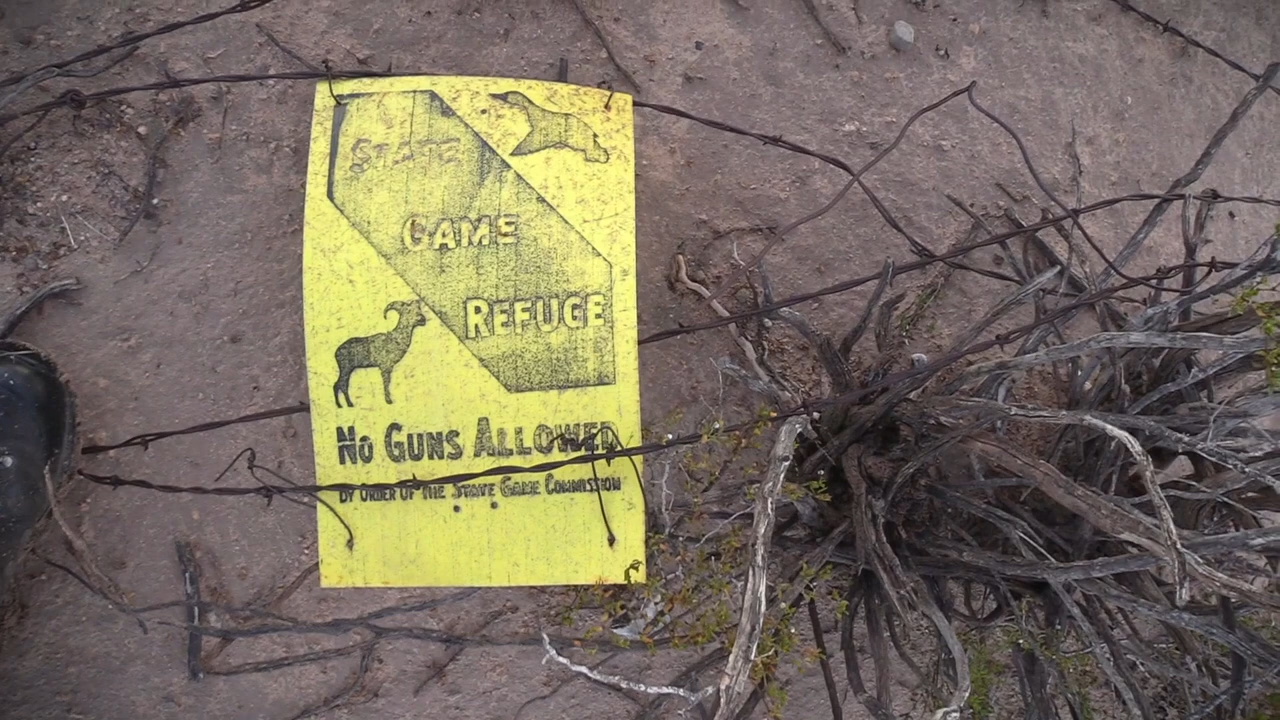 STATE
GAME
REFUGE
NO GUNS ALLOWED
BY ORDER OF THE STATE GAME COMMISSION